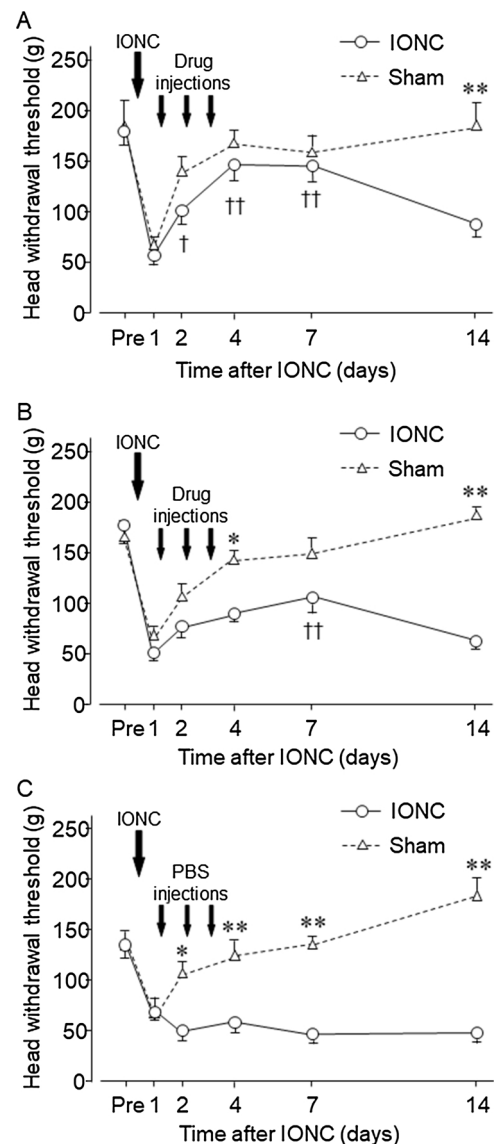 A
IONC
Drug
injections
IONC
Sham
**
Head withdrawal threshold (g)
250
200
150
100
50
0
†
††
††
Pre 1 2 4 7 14
Time after IONC (days)
B
IONC
Drug
injections
IONC
Sham
*
**
Head withdrawal threshold (g)
250
200
150
100
50
0
††
Pre 1 2 4 7 14
Time after IONC (days)
C
IONC
PBS
injections
IONC
Sham
*
**
**
**
Head withdrawal threshold (g)
250
200
150
100
50
0
Pre 1 2 4 7 14
Time after IONC (days)